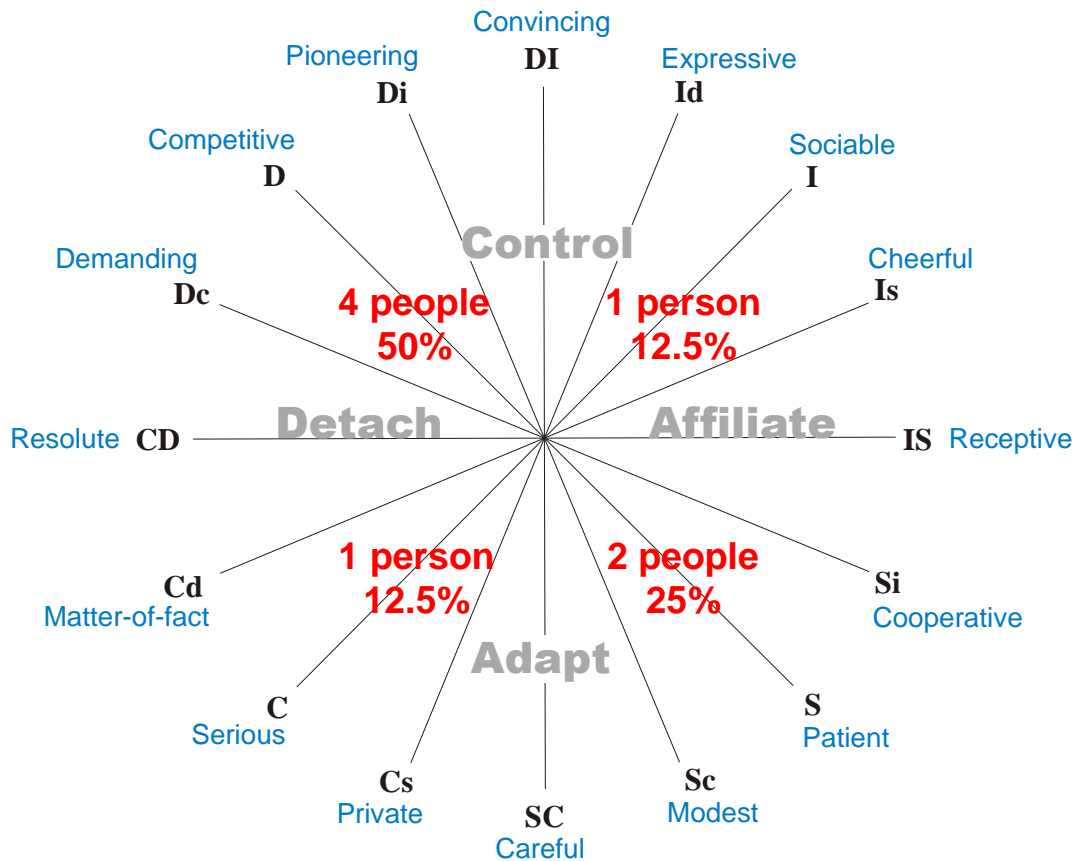 Convincing
DI
Pioneering
Di
Expressive
Id
Competitive
D
Sociable
I
Control
Demanding
Dc
Cheerful
Is
4 people
50%
1 person
12.5%
Detach
Affiliate
Resolute CD
IS Receptive
1 person
12.5%
2 people
25%
Cd
Matter-of-fact
Si
Cooperative
Adapt
C
Serious
S
Patient
Cs
Private
Sc
Modest
SC
Careful